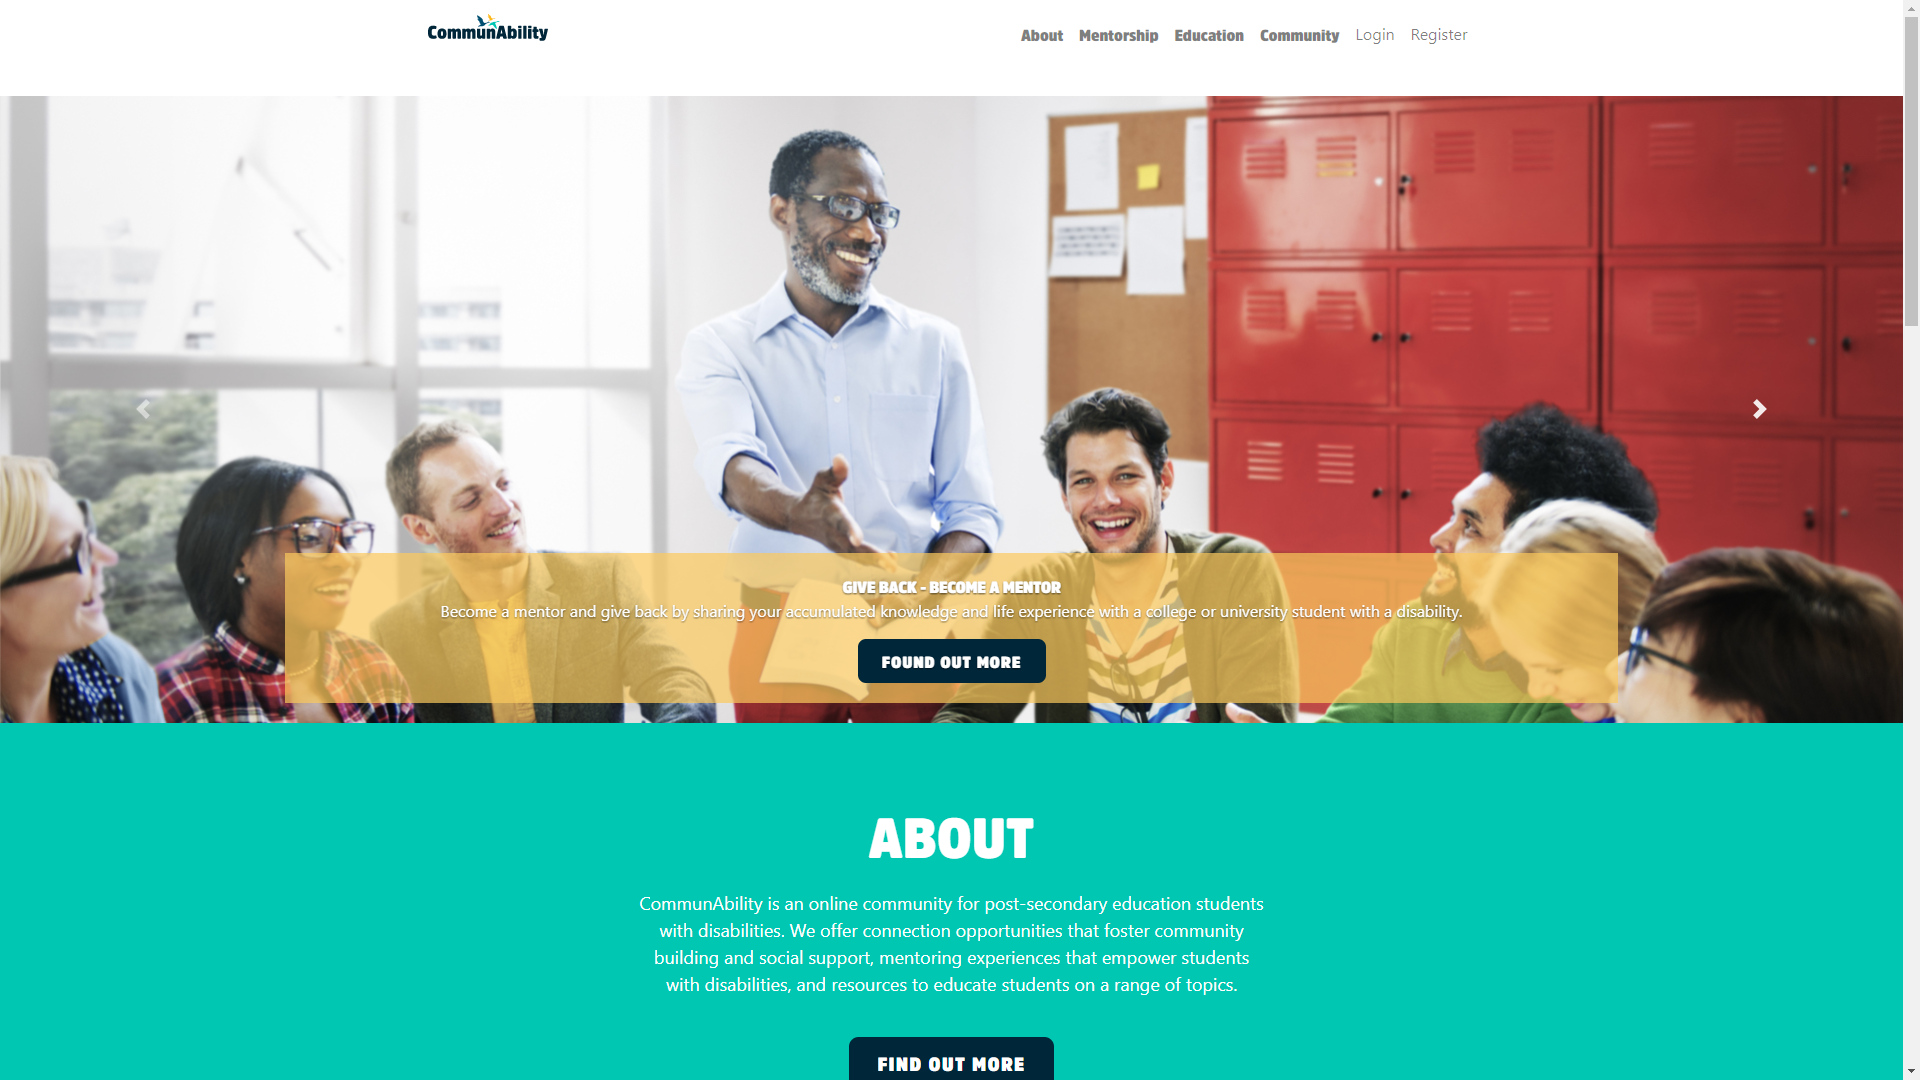 CommunAbility
About Mentorship Education Community Login Register
GIVE BACK - BECOME A MENTOR
Become a mentor and give back by sharing your accumulated knowledge and life experience with a college or university student with a disability.
FOUND OUT MORE
ABOUT
CommunAbility is an online community for post-secondary education students
with disabilities. We offer connection opportunities that foster community
building and social support, mentoring experiences that empower students
with disabilities, and resources to educate students on a range of topics.
FIND OUT MORE